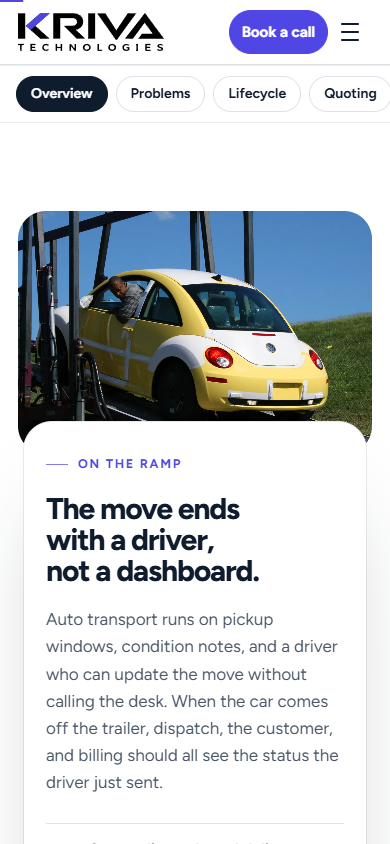 KRIVA
TECHNOLOGIES
Book a call
Overview
Problems
Lifecycle
Quoting
ON THE RAMP
The move ends
with a driver,
not a dashboard.
Auto transport runs on pickup
windows, condition notes, and a driver
who can update the move without
calling the desk. When the car comes
off the trailer, dispatch, the customer,
and billing should all see the status the
driver just sent.